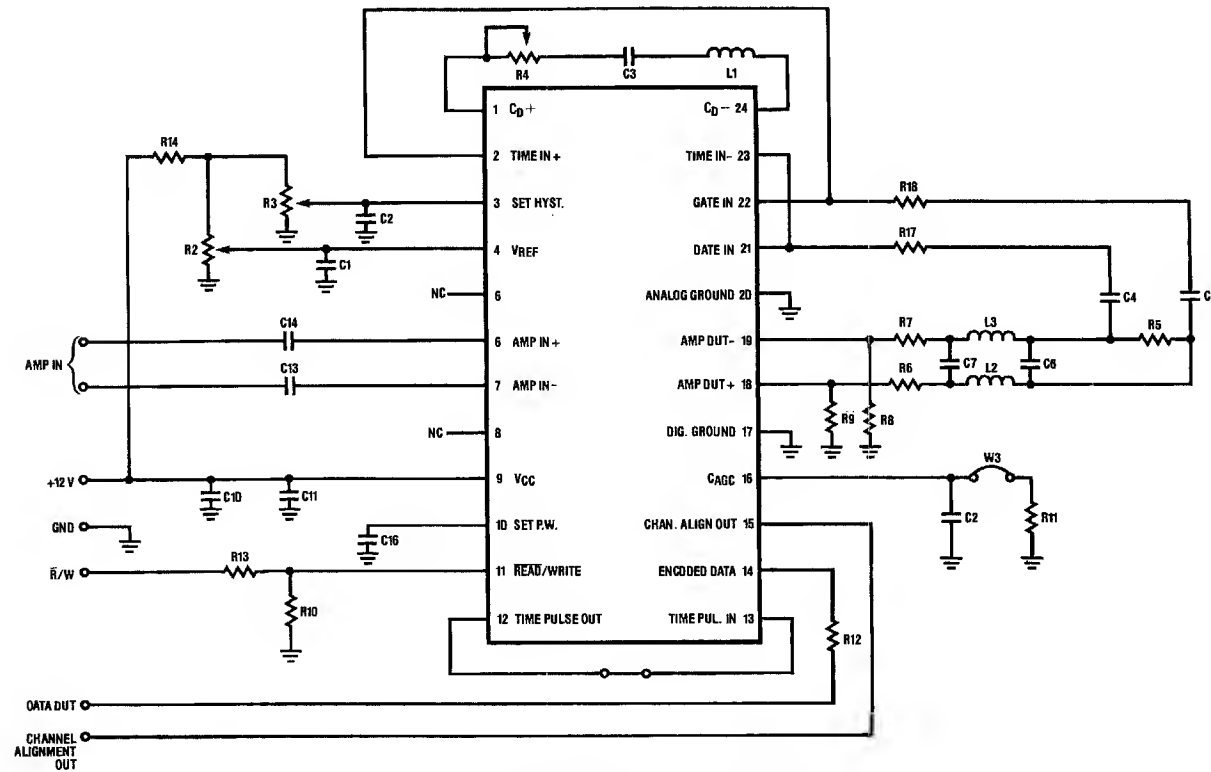 R4
C3
L1
1 CD+
CD− 24
R14
2 TIME IN+
TIME IN− 23
R18
R3
3 SET HYST.
C2
GATE IN 22
R17
R2
4 VREF
C1
DATE IN 21
NC
6
ANALOG GROUND 20
C4
C
C14
6 AMP IN+
AMP DUT− 19
R7
L3
R5
AMP IN
C13
7 AMP IN−
AMP DUT+ 18
R6
C7
L2
C6
NC
8
DIG. GROUND 17
R9
R8
+12 V
9 VCC
C10
C11
CAGC 16
W3
GND
10 SET P.W.
C16
CHAN. ALIGN OUT 15
C2
R11
R̅/W
R13
11 R̅E̅A̅D̅/WRITE
ENCODED DATA 14
R10
12 TIME PULSE OUT
TIME PUL. IN 13
R12
DATA DUT
CHANNEL
ALIGNMENT
OUT